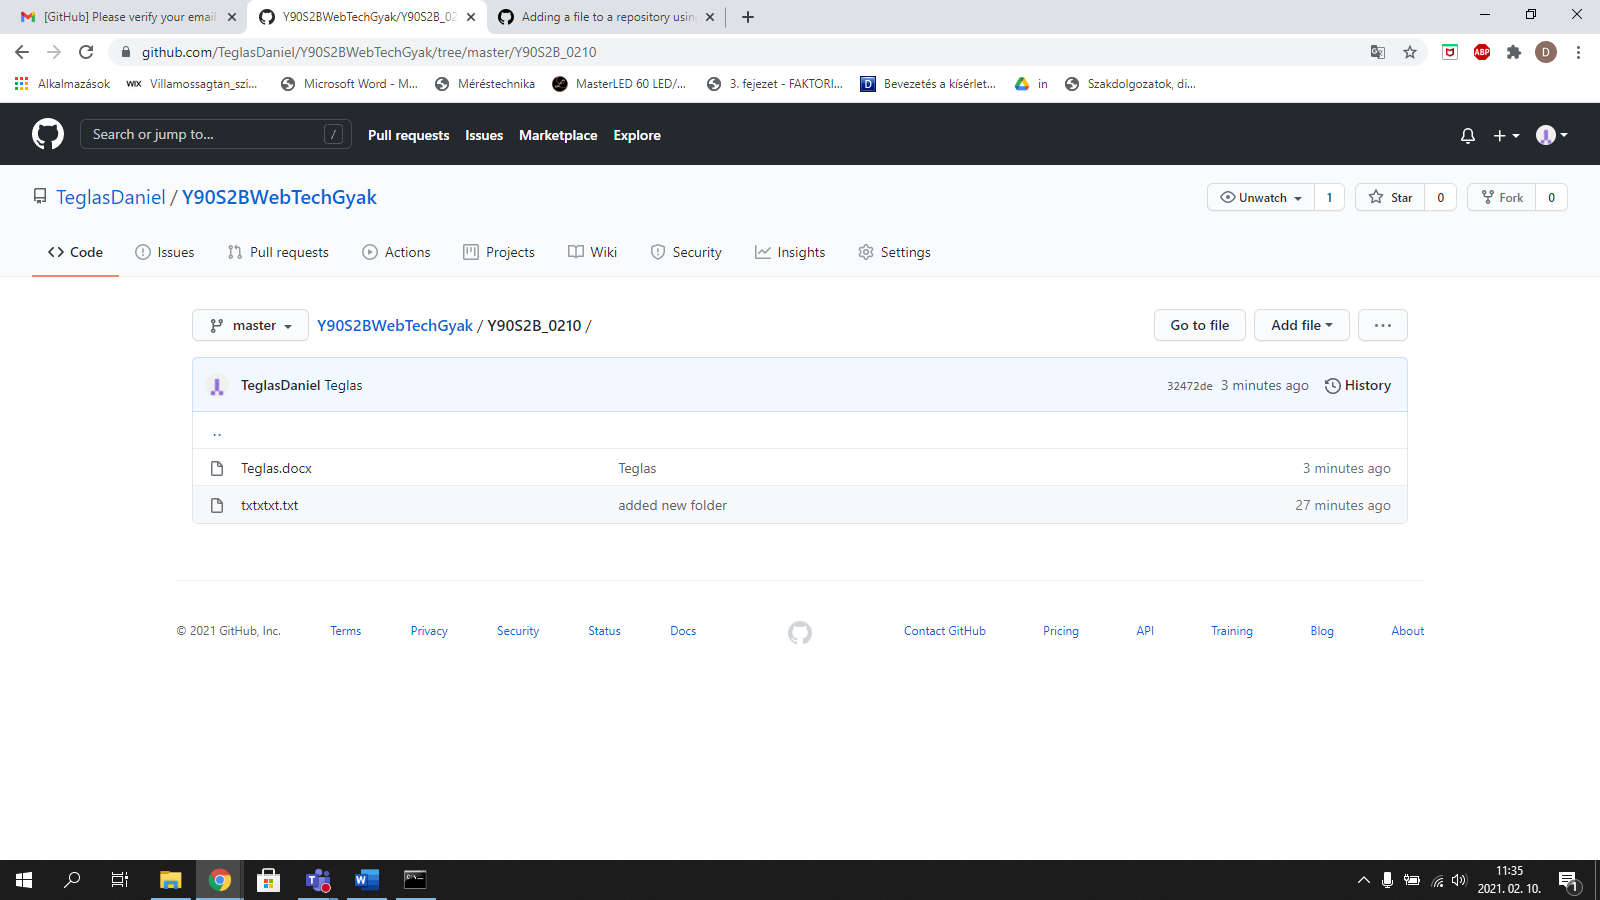 [GitHub] Please verify your email
Y90S2BWebTechGyak/Y90S2B_02
Adding a file to a repository usin
github.com/TeglasDaniel/Y90S2BWebTechGyak/tree/master/Y90S2B_0210
ABP
D
Alkalmazások
WIX Villamossagtan_szi...
Microsoft Word - M...
Méréstechnika
MasterLED 60 LED/...
3. fejezet - FAKTORI...
D Bevezetés a kísérlet...
in
Szakdolgozatok, di...
Search or jump to... /
Pull requests
Issues
Marketplace
Explore
TeglasDaniel / Y90S2BWebTechGyak
Unwatch 1
Star 0
Fork 0
Code
Issues
Pull requests
Actions
Projects
Wiki
Security
Insights
Settings
master
Y90S2BWebTechGyak / Y90S2B_0210 /
Go to file
Add file
...
TeglasDaniel Teglas
32472de 3 minutes ago
History
..
Teglas.docx Teglas 3 minutes ago
txtxtxt.txt added new folder 27 minutes ago
© 2021 GitHub, Inc.
Terms
Privacy
Security
Status
Docs
Contact GitHub
Pricing
API
Training
Blog
About
11:35
2021. 02. 10.
1